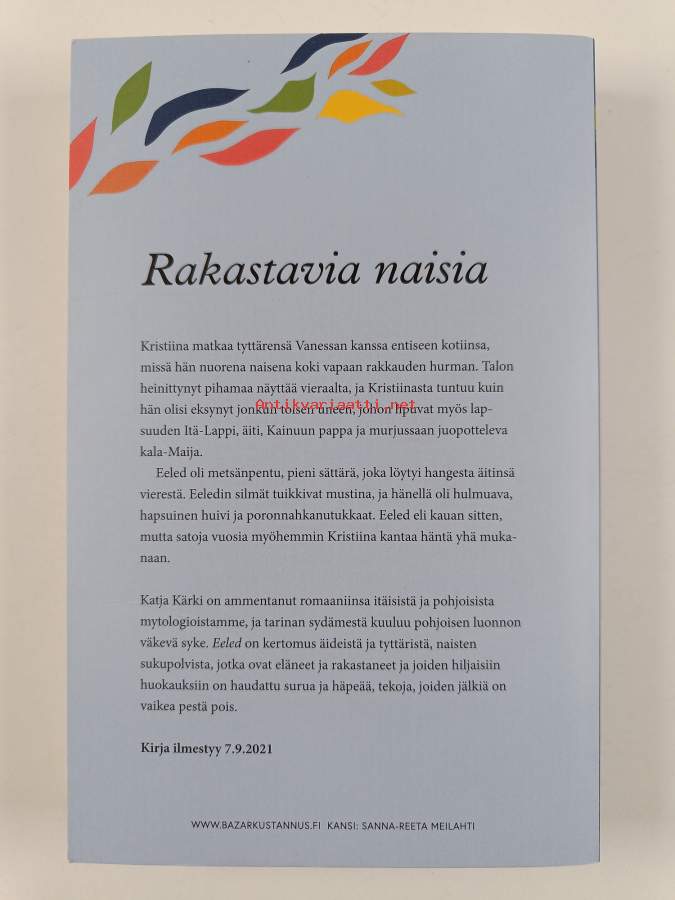 Rakastavia naisia
Kristiina matkaa tyttärensä Vanessan kanssa entiseen kotiinsa,
missä hän nuorena naisena koki vapaan rakkauden hurman. Talon
heinittynyt pihamaa näyttää vieraalta, ja Kristiinasta tuntuu kuin
hän olisi eksynyt jonkun toisen uneen, johon lipuvat myös lap-
Antikvariaatti.net
suuden Itä-Lappi, äiti, Kainuun pappa ja murjussaan juopotteleva
kala-Maija.
Eeled oli metsänpentu, pieni sättärä, joka löytyi hangesta äitinsä
vierestä. Eeledin silmät tuikkivat mustina, ja hänellä oli hulmuava,
hapsuinen huivi ja poronnahkanutukkaat. Eeled eli kauan sitten,
mutta satoja vuosia myöhemmin Kristiina kantaa häntä yhä muka-
naan.
Katja Kärki on ammentanut romaaniinsa itäisistä ja pohjoisista
mytologioistamme, ja tarinan sydämestä kuuluu pohjoisen luonnon
väkevä syke. Eeled on kertomus äideistä ja tyttäristä, naisten
sukupolvista, jotka ovat eläneet ja rakastaneet ja joiden hiljaisiin
huokauksiin on haudattu surua ja häpeää, tekoja, joiden jälkiä on
vaikea pestä pois.
Kirja ilmestyy 7.9.2021
WWW.BAZARKUSTANNUS.FI KANSI: SANNA-REETA MEILAHTI